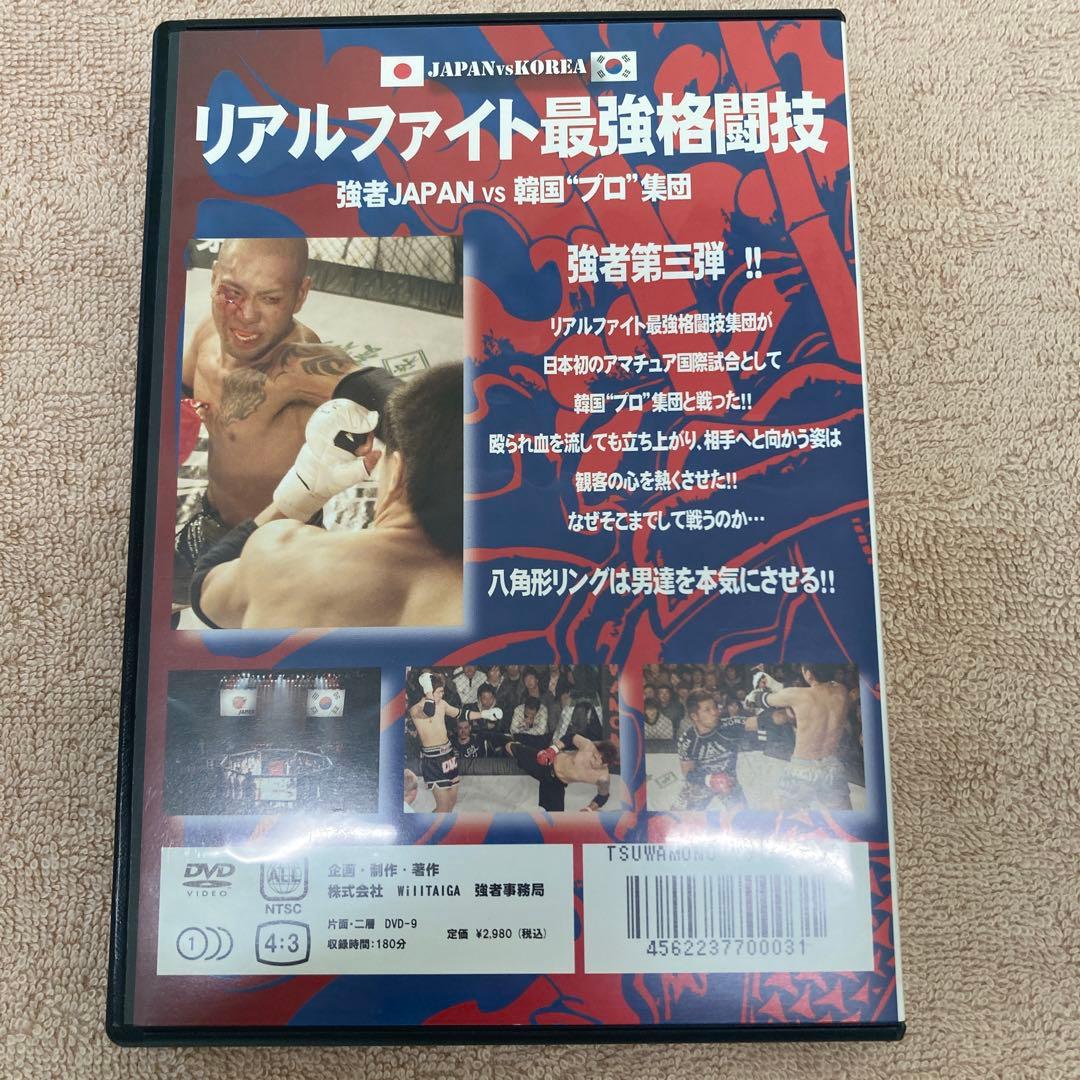 JAPANvsKOREA
リアルファイト最強格闘技
強者JAPAN VS 韓国“プロ”集団
強者第三弾 !!
リアルファイト最強格闘技集団が
日本初のアマチュア国際試合として
韓国“プロ”集団と戦った!!
殴られ血を流しても立ち上がり、相手へと向かう姿は
観客の心を熱くさせた!!
なぜそこまでして戦うのか…
八角形リングは男達を本気にさせる!!
DVD
VIDEO
ALL
NTSC
企画・制作・著作
株式会社 WillTAIGA 強者事務局
1
4:3
片面・二層 DVD-9
収録時間:180分
定価 ¥2,980（税込）
TSUWAMONO
4562237700031